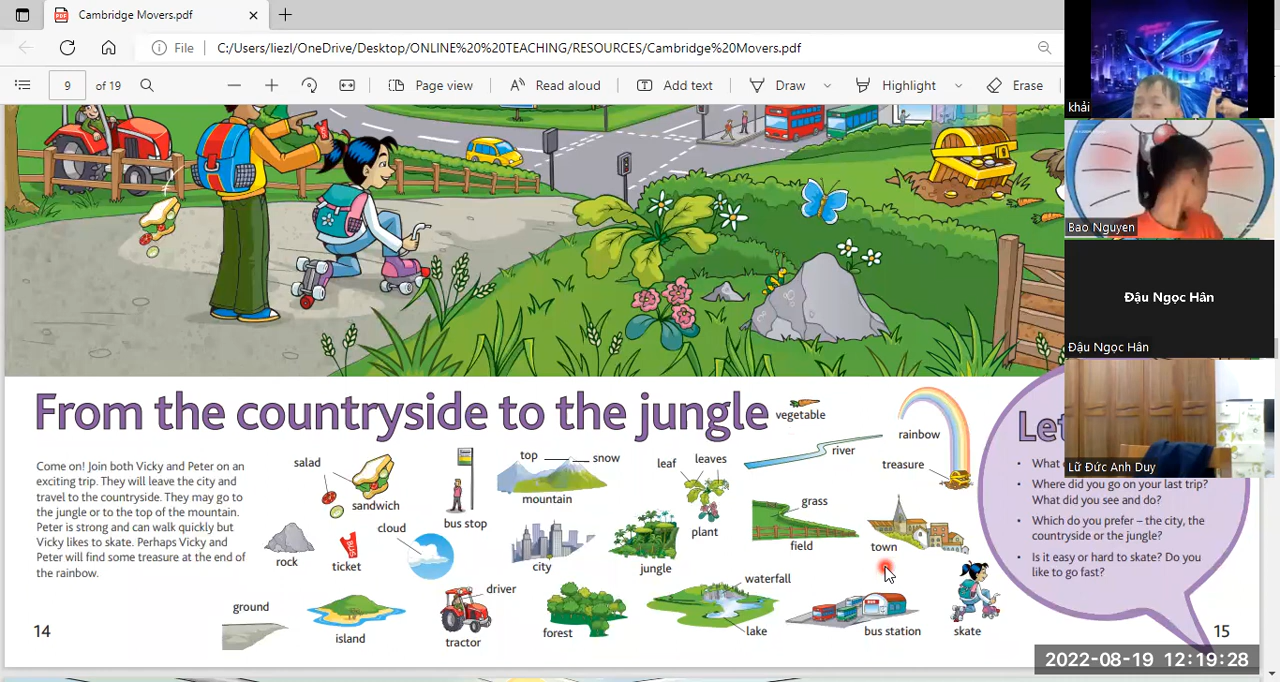 Cambridge Movers.pdf
File
C:/Users/liezl/OneDrive/Desktop/ONLINE%20%20TEACHING/RESOURCES/Cambridge%20Movers.pdf
9
of 19
Page view
Read aloud
Add text
Draw
Highlight
Erase
khải
Bao Nguyen
Đậu Ngọc Hân
Đậu Ngọc Hân
Lữ Đức Anh Duy
From the countryside to the jungle
Come on! Join both Vicky and Peter on an
exciting trip. They will leave the city and
travel to the countryside. They may go to
the jungle or to the top of the mountain.
Peter is strong and can walk quickly but
Vicky likes to skate. Perhaps Vicky and
Peter will find some treasure at the end of
the rainbow.
vegetable
rainbow
salad
top
snow
leaf
leaves
river
treasure
sandwich
mountain
grass
bus stop
cloud
plant
rock
ticket
city
jungle
field
town
ground
driver
waterfall
island
tractor
forest
lake
bus station
skate
Let
• What
• Where did you go on your last trip?
What did you see and do?
• Which do you prefer – the city, the
countryside or the jungle?
• Is it easy or hard to skate? Do you
like to go fast?
14
15
2022-08-19 12:19:28